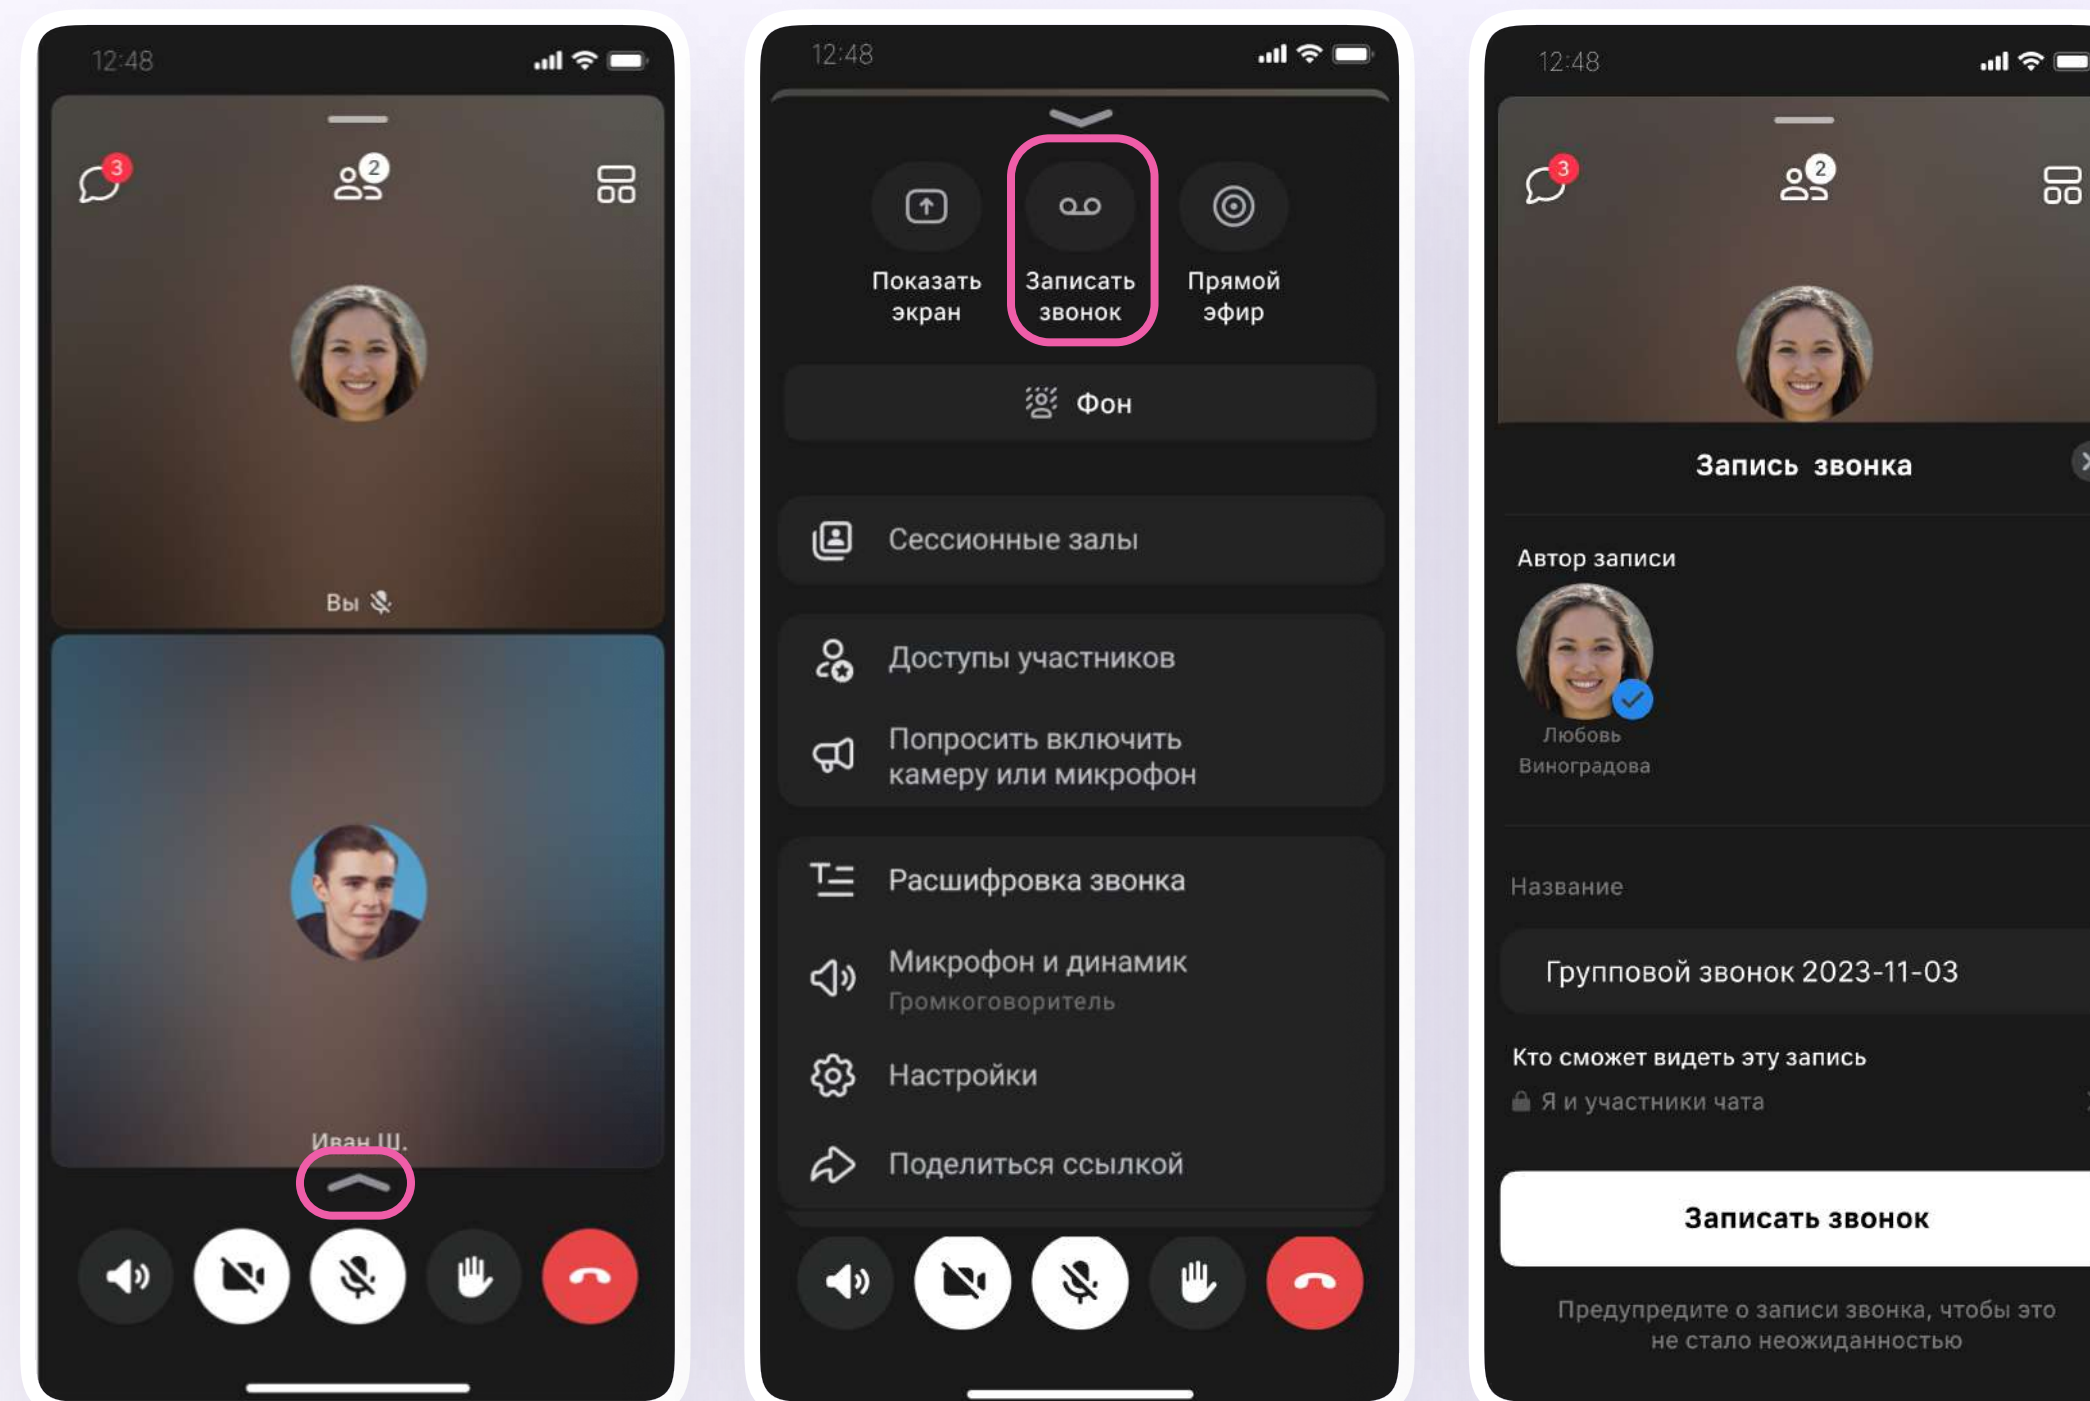 12:48
3
2
Вы
Иван Ш.
12:48
Показать
экран
Записать
звонок
Прямой
эфир
Фон
Сессионные залы
Доступы участников
Попросить включить
камеру или микрофон
Расшифровка звонка
Микрофон и динамик
Громкоговоритель
Настройки
Поделиться ссылкой
12:48
3
2
Запись звонка
Автор записи
Любовь
Виноградова
Название
Групповой звонок 2023-11-03
Кто сможет видеть эту запись
Я и участники чата
Записать звонок
Предупредите о записи звонка, чтобы это
не стало неожиданностью